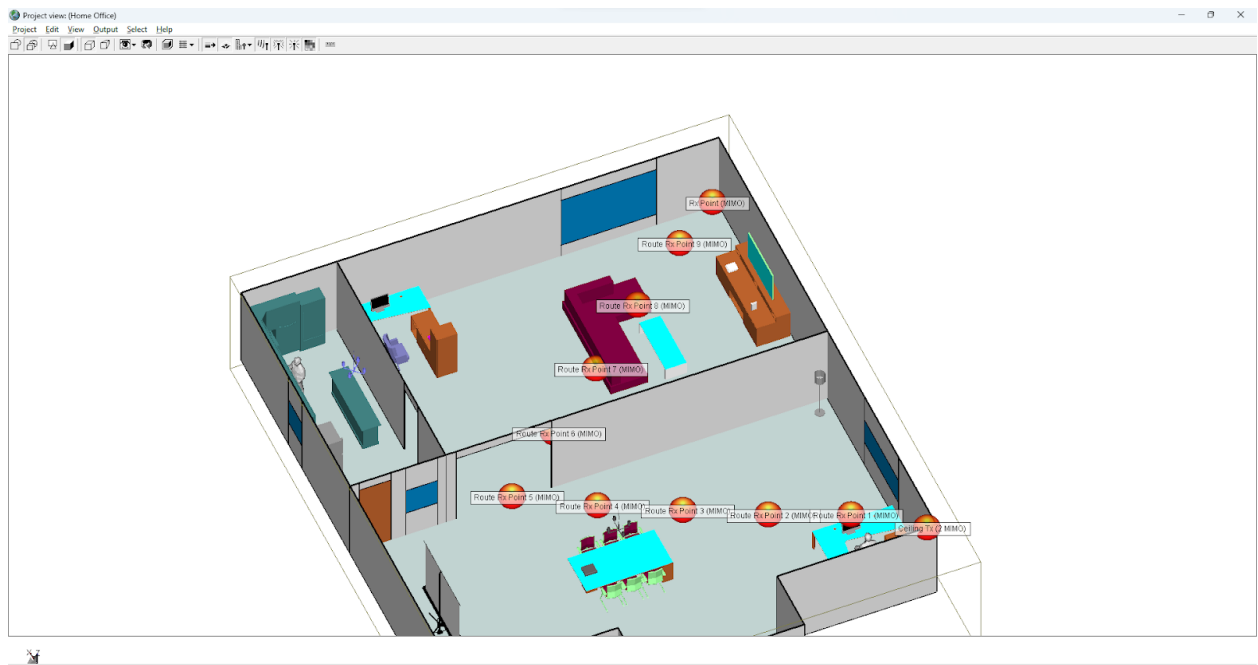 Project view: (Home Office)
Project Edit View Output Select Help
Rx Point (MIMO)
Route Rx Point 9 (MIMO)
Route Rx Point 8 (MIMO)
Route Rx Point 7 (MIMO)
Route Rx Point 6 (MIMO)
Route Rx Point 5 (MIMO)
Route Rx Point 4 (MIMO)
Route Rx Point 3 (MIMO)
Route Rx Point 2 (MIMO)
Route Rx Point 1 (MIMO)
Ceiling Tx (2 MIMO)